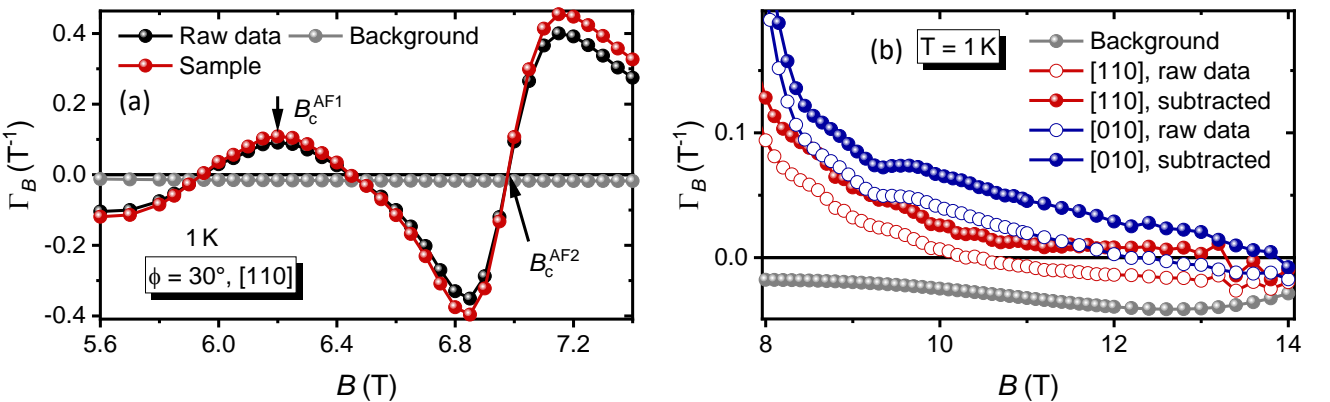 Raw data
Background
Sample
(a)
B_c^AF1
Γ_B (T⁻¹)
0.4
0.2
0.0
-0.2
-0.4
1 K
ϕ = 30°, [110]
B_c^AF2
5.6 6.0 6.4 6.8 7.2
B (T)
(b)
T = 1 K
Background
[110], raw data
[110], subtracted
[010], raw data
[010], subtracted
Γ_B (T⁻¹)
0.1
0.0
8 10 12 14
B (T)